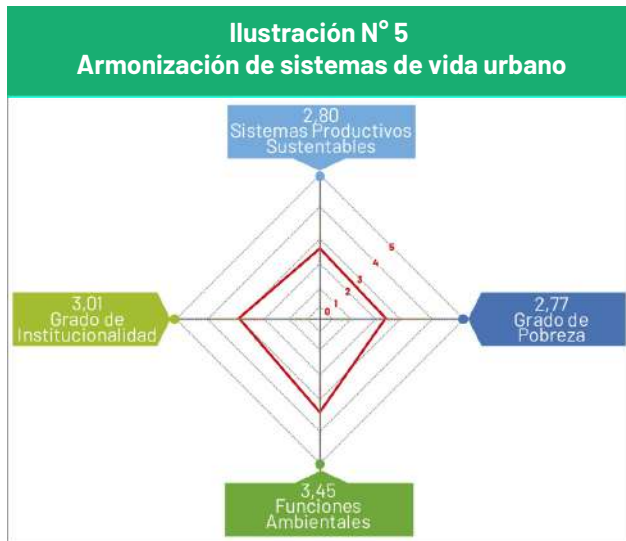 Ilustración N° 5
Armonización de sistemas de vida urbano
2,80
Sistemas Productivos
Sustentables
5
4
3
2
1
0
3,01
Grado de
Institucionalidad
2,77
Grado de
Pobreza
3,45
Funciones
Ambientales